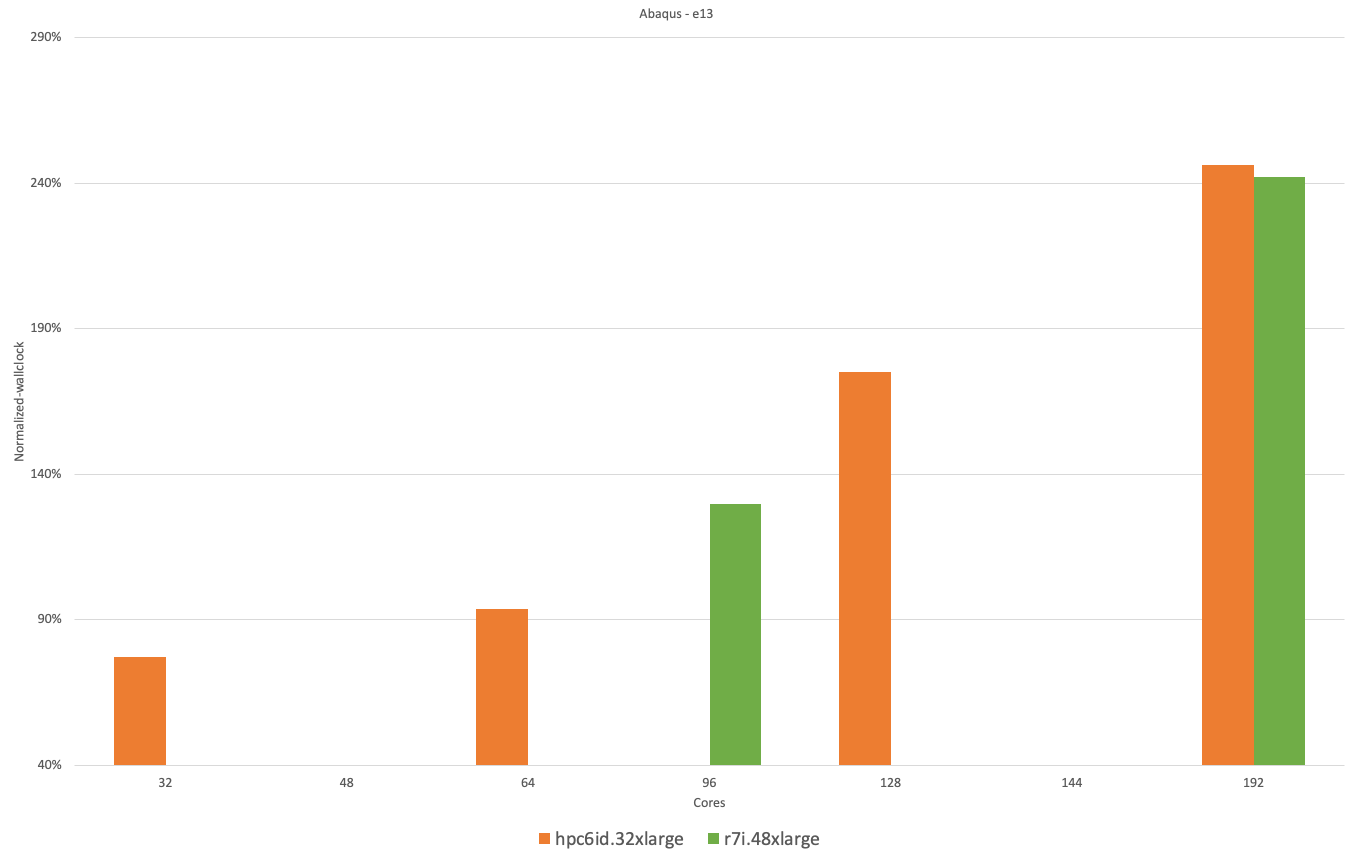 Abaqus - e13
290%
240%
190%
140%
90%
40%
Normalized-wallclock
32 48 64 96 128 144 192
Cores
hpc6id.32xlarge r7i.48xlarge